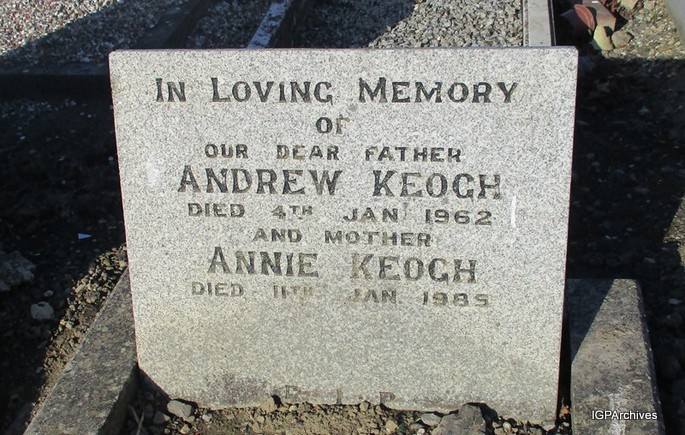 IN LOVING MEMORY
OF
OUR DEAR FATHER
ANDREW KEOGH
DIED 4TH JAN 1962
AND MOTHER
ANNIE KEOGH
DIED 11TH JAN 1985
IGPArchives